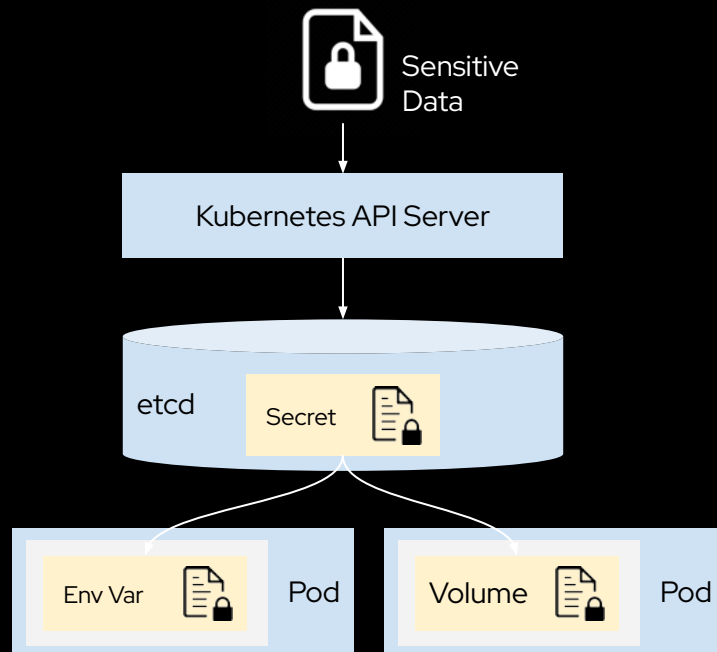 Sensitive
Data
Kubernetes API Server
etcd
Secret
Env Var
Pod
Volume
Pod